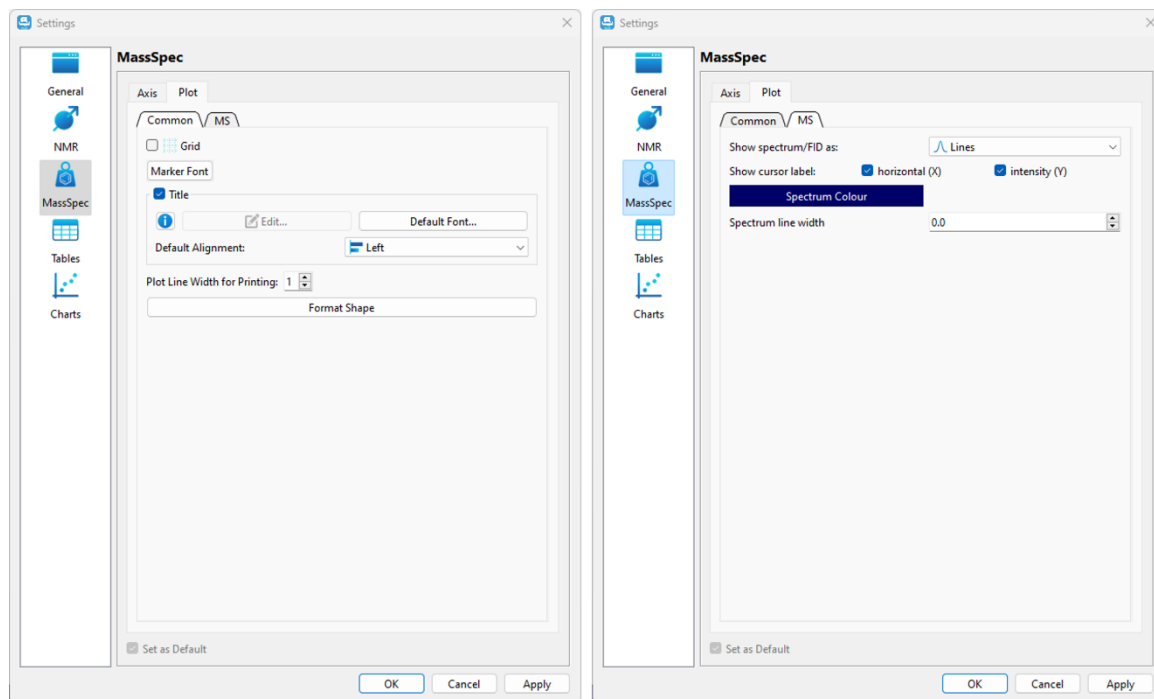 Settings
MassSpec
General
NMR
MassSpec
Tables
Charts
Axis Plot
Common MS
Grid
Marker Font
Title
Edit... Default Font...
Default Alignment: Left
Plot Line Width for Printing: 1
Format Shape
Set as Default
OK Cancel Apply
Settings
MassSpec
General
NMR
MassSpec
Tables
Charts
Axis Plot
Common MS
Show spectrum/FID as: Lines
Show cursor label: horizontal (X) intensity (Y)
Spectrum Colour
Spectrum line width 0.0
Set as Default
OK Cancel Apply